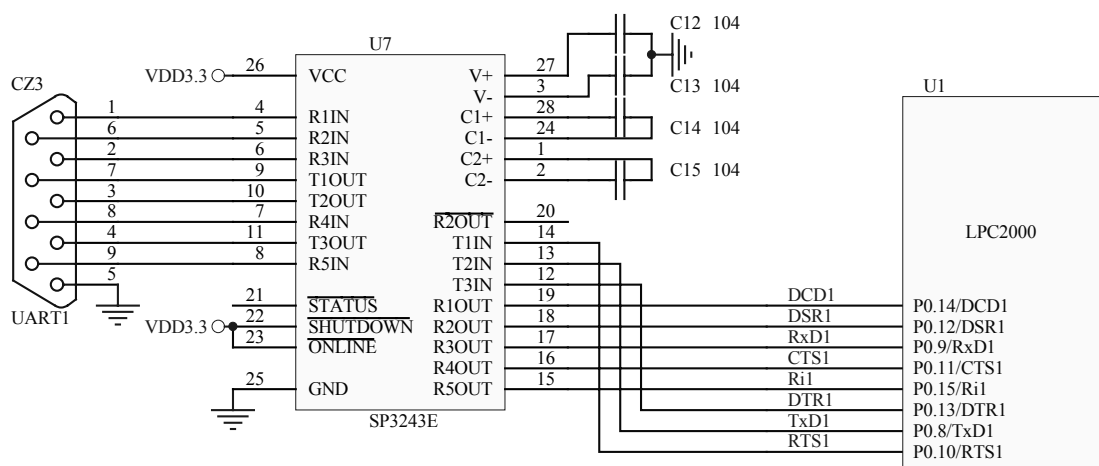 C12 104
U7
CZ3
VDD3.3
26
VCC
V+
27
V-
3
C13 104
U1
1
4
R1IN
C1+
28
6
5
R2IN
C1-
24
C14 104
2
6
R3IN
C2+
1
7
9
T1OUT
C2-
2
C15 104
3
10
T2OUT
8
7
R4IN
R2OUT
20
4
11
T3OUT
T1IN
14
LPC2000
9
8
R5IN
T2IN
13
5
T3IN
12
21
STATUS
R1OUT
19
DCD1
P0.14/DCD1
UART1
VDD3.3
22
SHUTDOWN
R2OUT
18
DSR1
P0.12/DSR1
23
ONLINE
R3OUT
17
RxD1
P0.9/RxD1
R4OUT
16
CTS1
P0.11/CTS1
25
GND
R5OUT
15
Ri1
P0.15/Ri1
DTR1
P0.13/DTR1
SP3243E
TxD1
P0.8/TxD1
RTS1
P0.10/RTS1